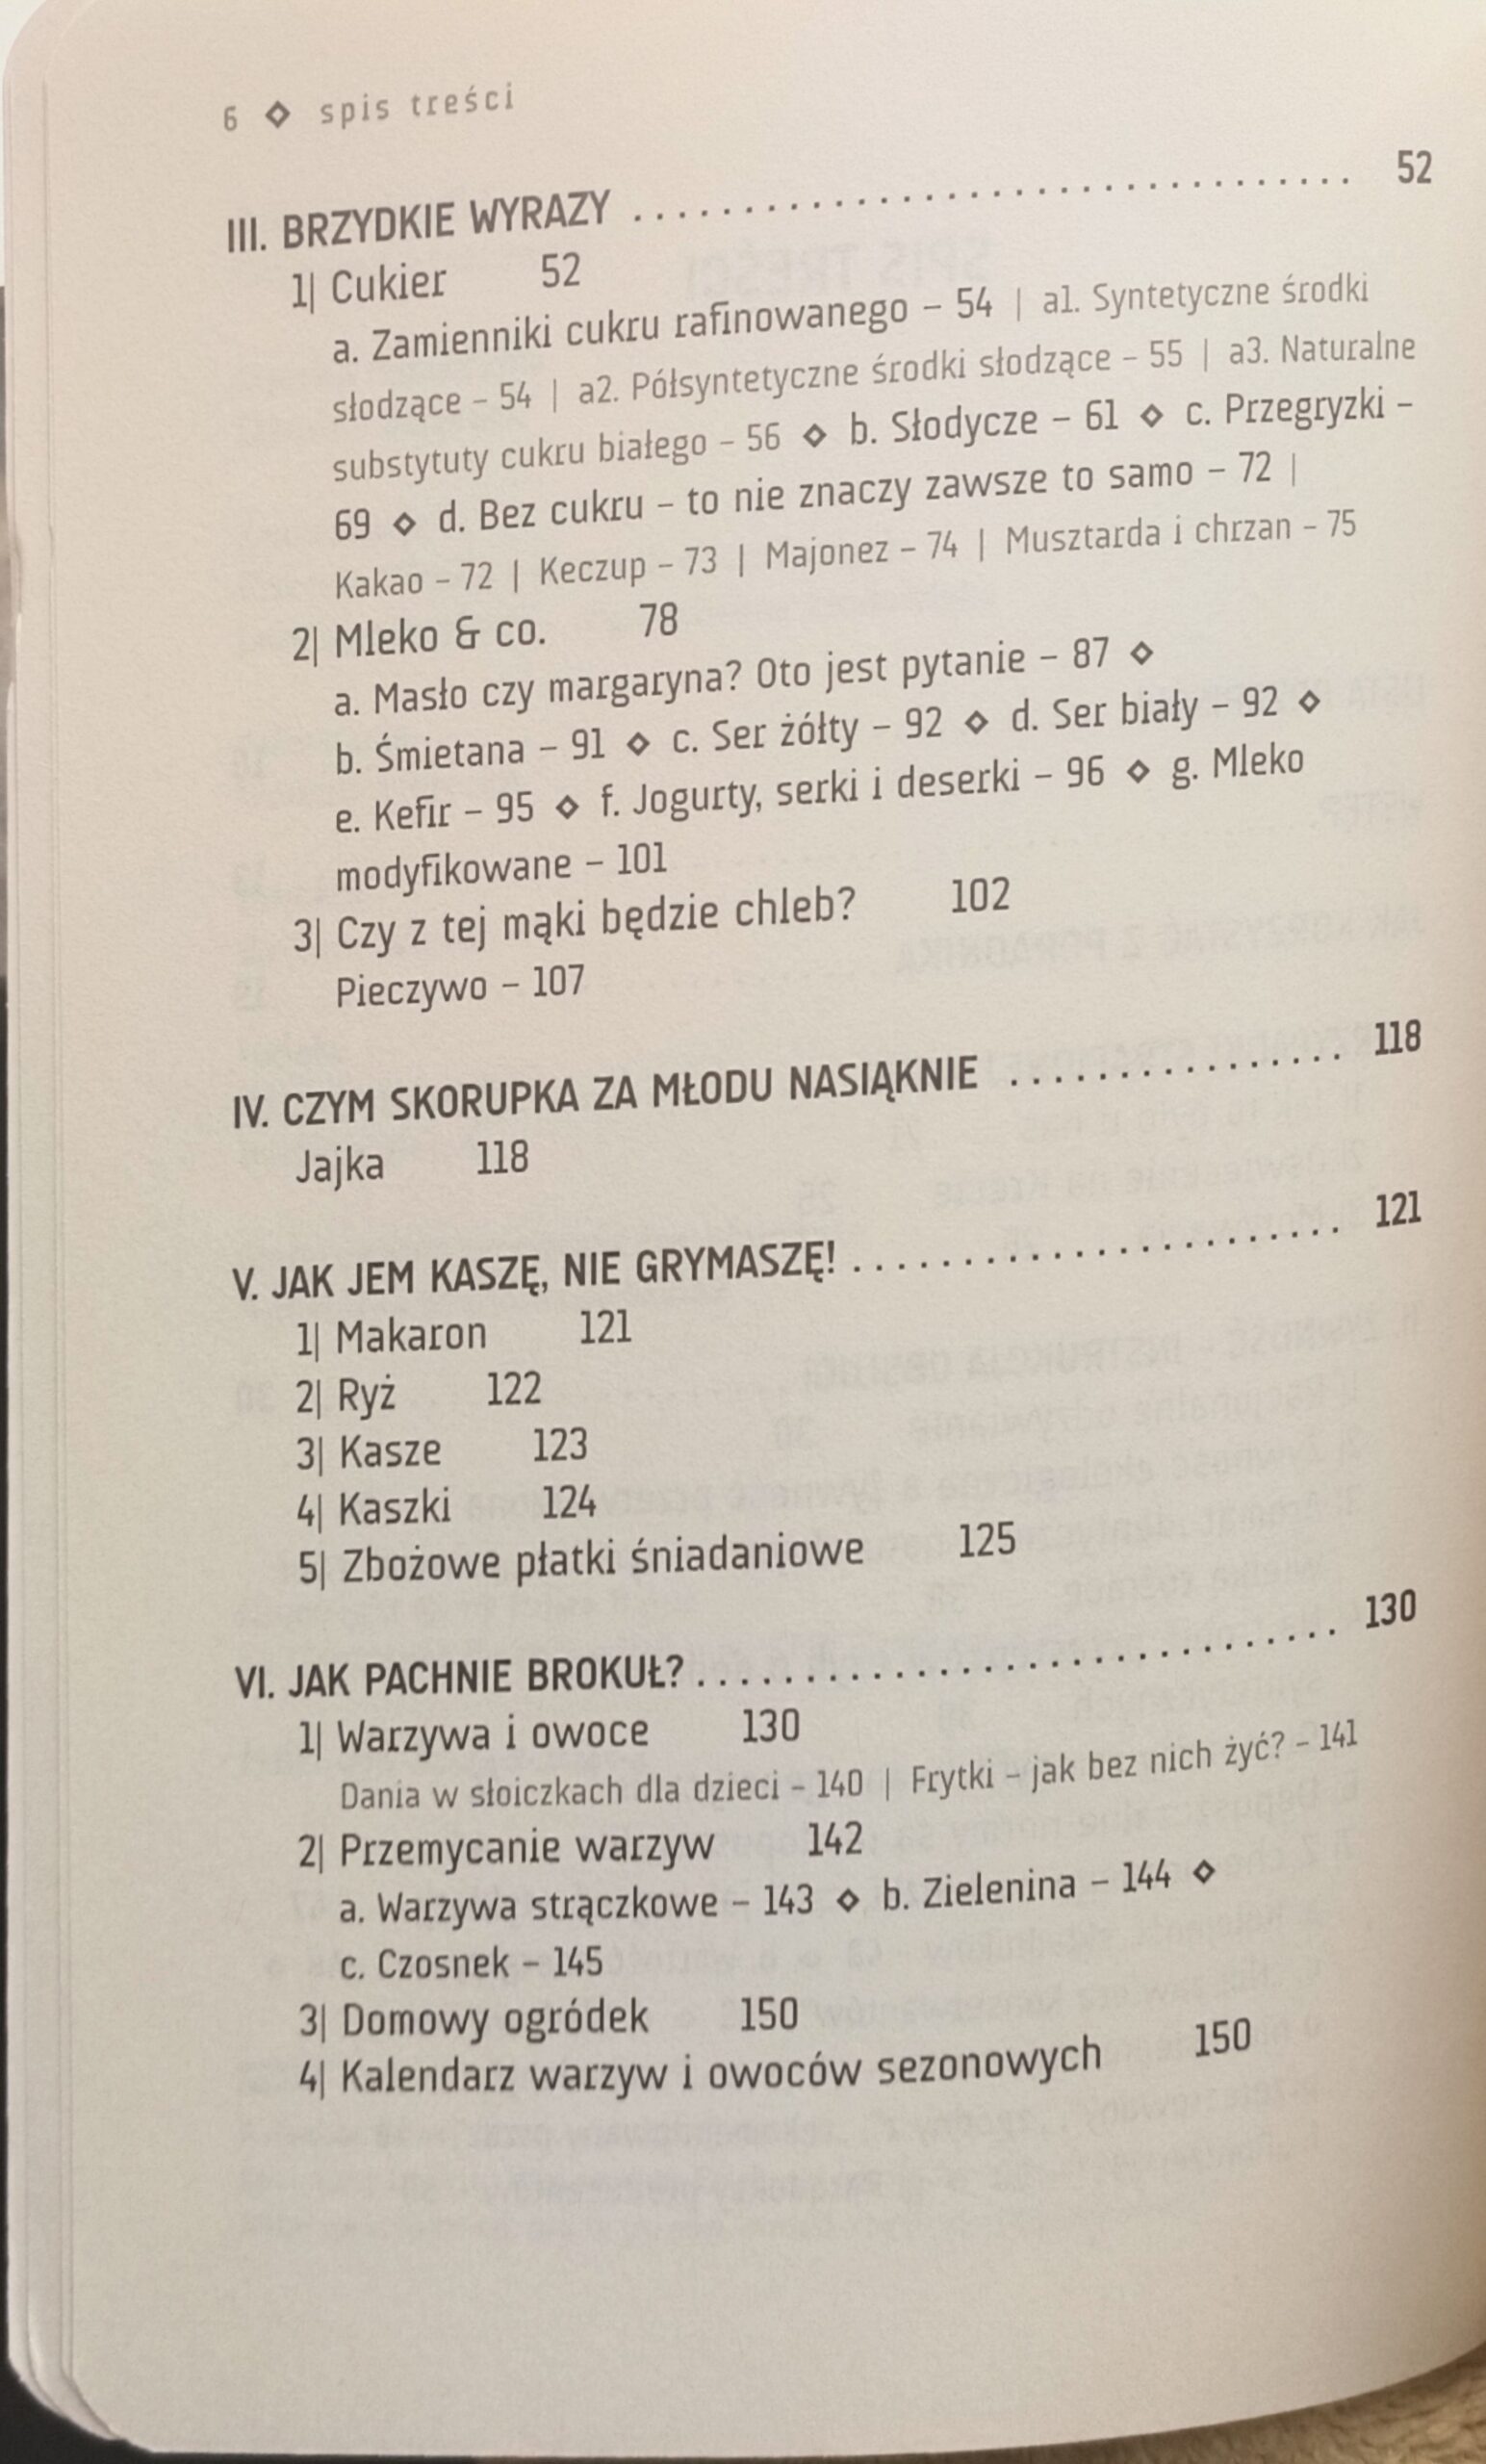 6 ◇ spis treści
III. BRZYDKIE WYRAZY .................................. 52
1| Cukier 52
a. Zamienniki cukru rafinowanego – 54 | a1. Syntetyczne środki
słodzące – 54 | a2. Półsyntetyczne środki słodzące – 55 | a3. Naturalne
substytuty cukru białego – 56 ◇ b. Słodycze – 61 ◇ c. Przegryzki –
69 ◇ d. Bez cukru – to nie znaczy zawsze to samo – 72 |
Kakao – 72 | Keczup – 73 | Majonez – 74 | Musztarda i chrzan – 75
2| Mleko & co. 78
a. Masło czy margaryna? Oto jest pytanie – 87 ◇
b. Śmietana – 91 ◇ c. Ser żółty – 92 ◇ d. Ser biały – 92 ◇
e. Kefir – 95 ◇ f. Jogurty, serki i deserki – 96 ◇ g. Mleko
modyfikowane – 101
3| Czy z tej mąki będzie chleb? 102
Pieczywo – 107
IV. CZYM SKORUPKA ZA MŁODU NASIĄKNIE ................ 118
Jajka 118
V. JAK JEM KASZĘ, NIE GRYMASZĘ! ....................... 121
1| Makaron 121
2| Ryż 122
3| Kasze 123
4| Kaszki 124
5| Zbożowe płatki śniadaniowe 125
VI. JAK PACHNIE BROKUŁ? .............................. 130
1| Warzywa i owoce 130
Dania w słoiczkach dla dzieci – 140 | Frytki – jak bez nich żyć? – 141
2| Przemycanie warzyw 142
a. Warzywa strączkowe – 143 ◇ b. Zielenina – 144 ◇
c. Czosnek – 145
3| Domowy ogródek 150
4| Kalendarz warzyw i owoców sezonowych 150